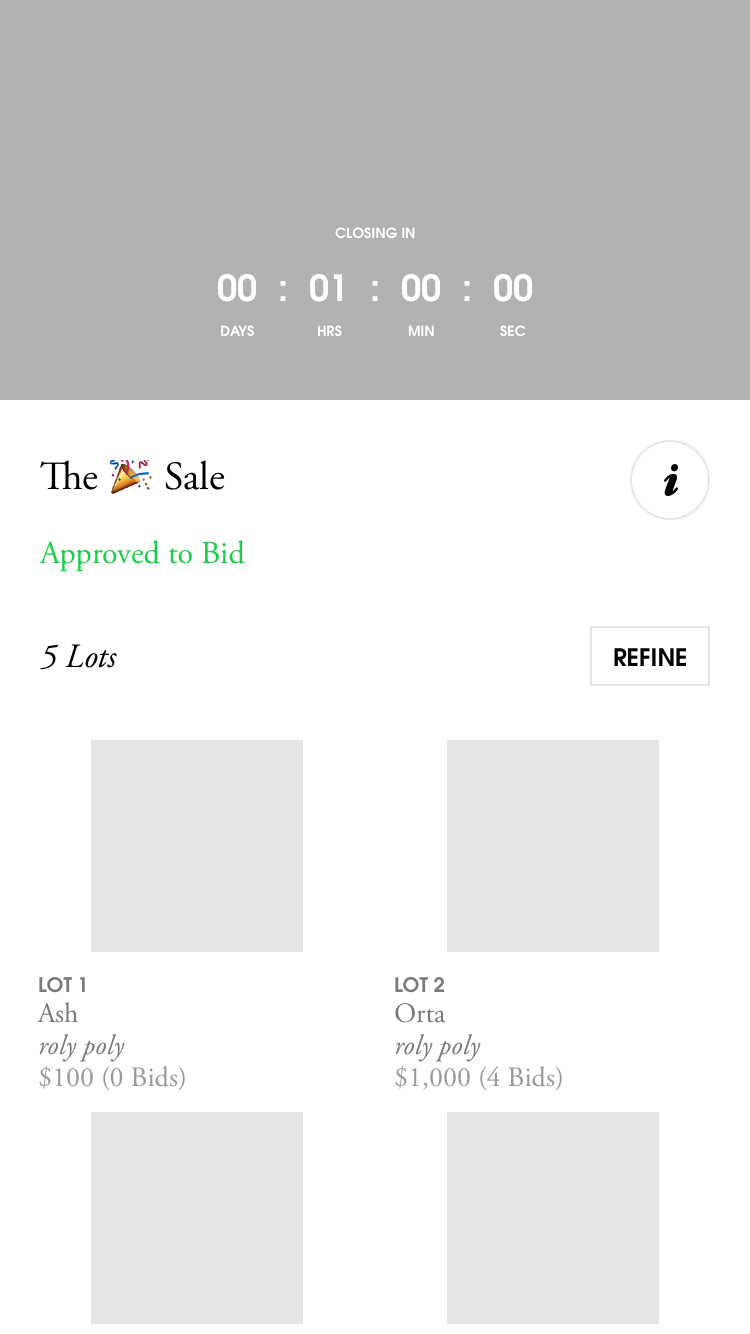 CLOSING IN
00 : 01 : 00 : 00
DAYS HRS MIN SEC
The 🎉 Sale
i
Approved to Bid
5 Lots
REFINE
LOT 1
Ash
roly poly
$100 (0 Bids)
LOT 2
Orta
roly poly
$1,000 (4 Bids)